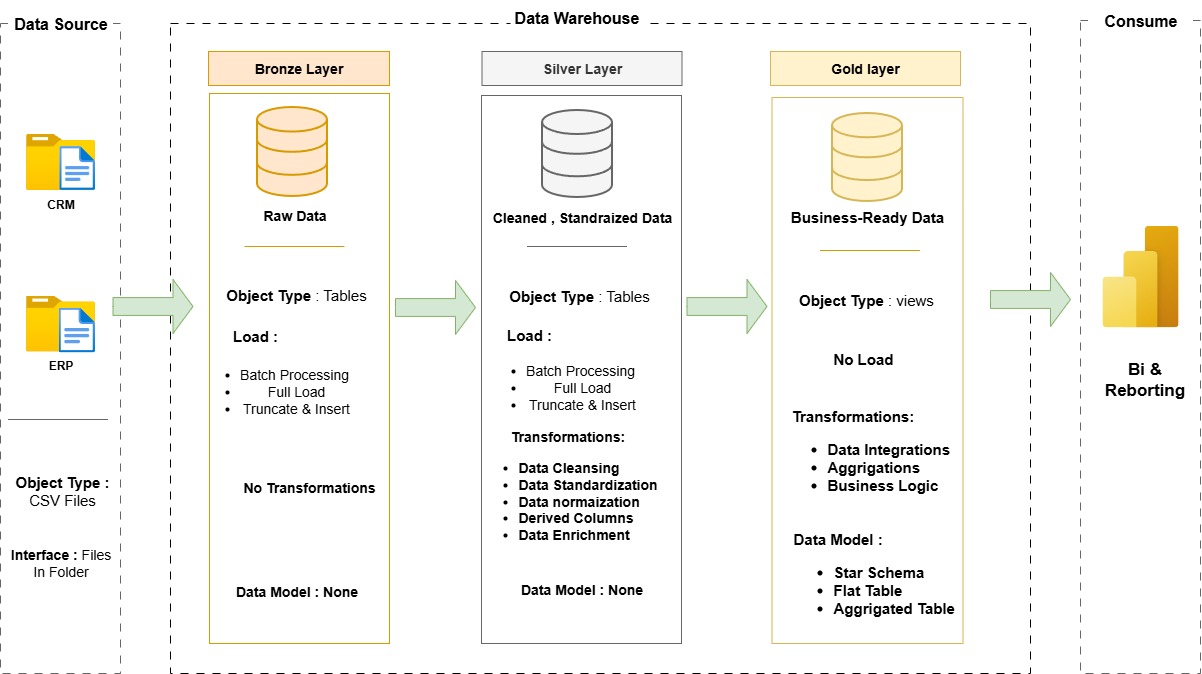 Data Source
CRM
ERP
Object Type :
CSV Files
Interface : Files
In Folder
Data Warehouse
Bronze Layer
Raw Data
Object Type : Tables
Load :
• Batch Processing
• Full Load
• Truncate & Insert
No Transformations
Data Model : None
Silver Layer
Cleaned , Standraized Data
Object Type : Tables
Load :
• Batch Processing
• Full Load
• Truncate & Insert
Transformations:
• Data Cleansing
• Data Standardization
• Data normaization
• Derived Columns
• Data Enrichment
Data Model : None
Gold layer
Business-Ready Data
Object Type : views
No Load
Transformations:
• Data Integrations
• Aggrigations
• Business Logic
Data Model :
• Star Schema
• Flat Table
• Aggrigated Table
Consume
Bi &
Reborting